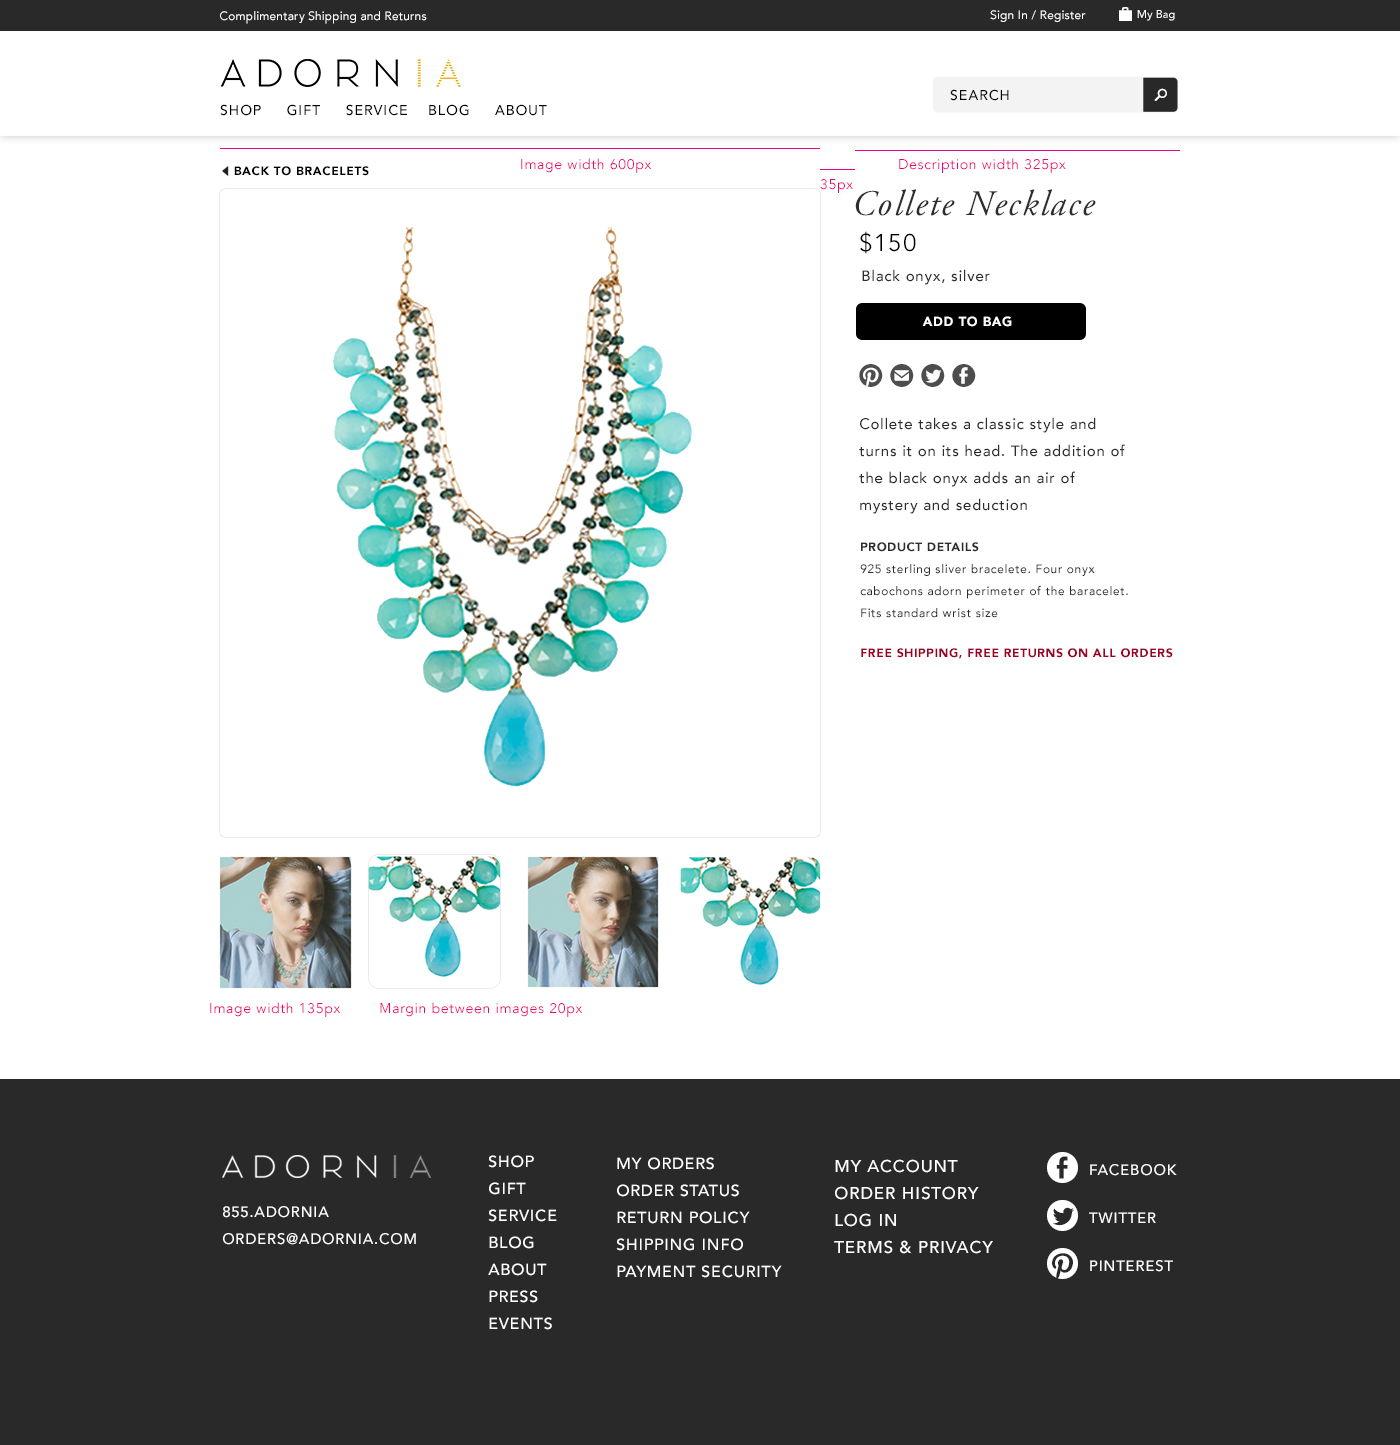 Complimentary Shipping and Returns
Sign In / Register
My Bag
ADORNIA
SEARCH
SHOP GIFT SERVICE BLOG ABOUT
Image width 600px
Description width 325px
BACK TO BRACELETS
35px
Collete Necklace
$150
Black onyx, silver
ADD TO BAG
Collete takes a classic style and
turns it on its head. The addition of
the black onyx adds an air of
mystery and seduction
PRODUCT DETAILS
925 sterling sliver bracelete. Four onyx
cabochons adorn perimeter of the baracelet.
Fits standard wrist size
FREE SHIPPING, FREE RETURNS ON ALL ORDERS
Image width 135px
Margin between images 20px
ADORNIA
855.ADORNIA
ORDERS@ADORNIA.COM
SHOP
GIFT
SERVICE
BLOG
ABOUT
PRESS
EVENTS
MY ORDERS
ORDER STATUS
RETURN POLICY
SHIPPING INFO
PAYMENT SECURITY
MY ACCOUNT
ORDER HISTORY
LOG IN
TERMS & PRIVACY
FACEBOOK
TWITTER
PINTEREST